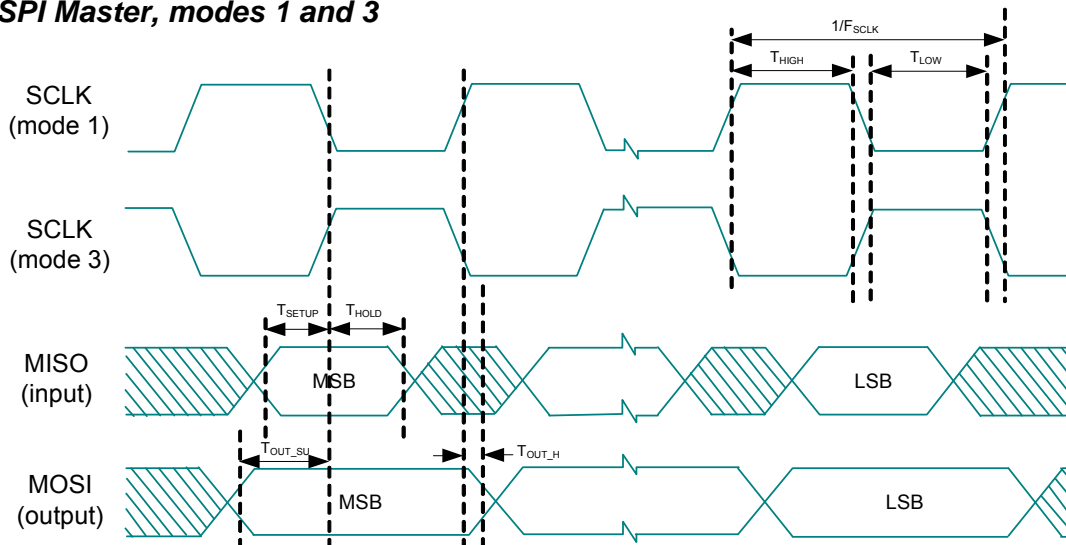 SPI Master, modes 1 and 3
1/FSCLK
THIGH
TLOW
SCLK
(mode 1)
SCLK
(mode 3)
TSETUP
THOLD
MISO
(input)
MSB
LSB
TOUT_SU
TOUT_H
MOSI
(output)
MSB
LSB